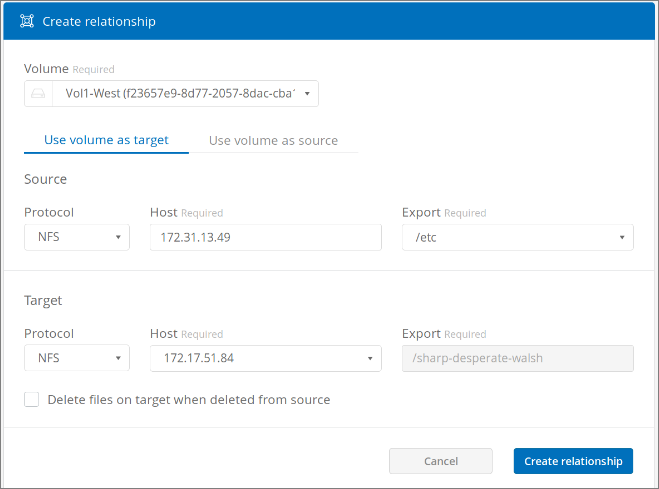 Create relationship
Volume Required
Vol1-West (f23657e9-8d77-2057-8dac-cba1
Use volume as target Use volume as source
Source
Protocol Host Required Export Required
NFS 172.31.13.49 /etc
Target
Protocol Host Required Export Required
NFS 172.17.51.84 /sharp-desperate-walsh
Delete files on target when deleted from source
Cancel Create relationship